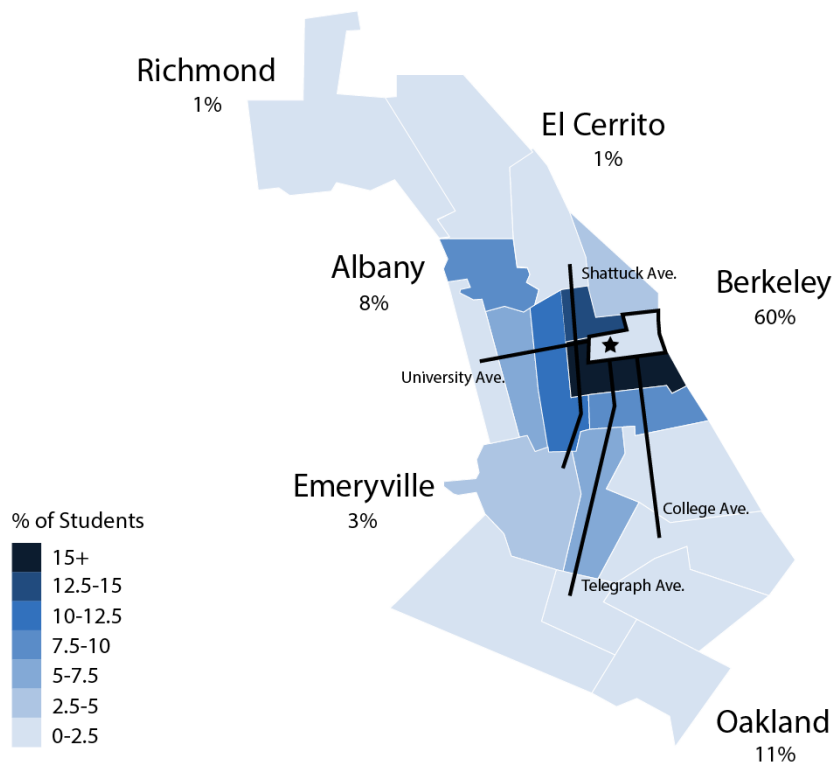 Richmond
1%
El Cerrito
1%
Albany
8%
Shattuck Ave.
Berkeley
60%
University Ave.
Emeryville
3%
College Ave.
Telegraph Ave.
Oakland
11%
% of Students
15+
12.5-15
10-12.5
7.5-10
5-7.5
2.5-5
0-2.5